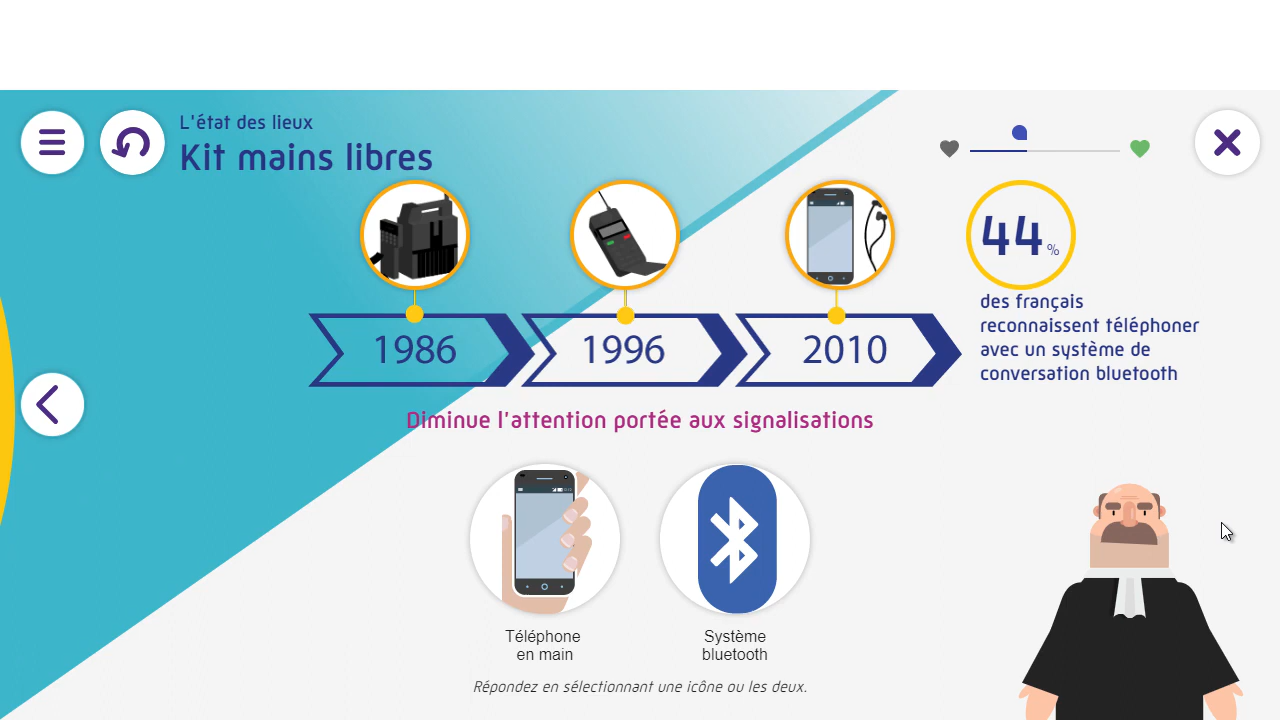 L'état des lieux
Kit mains libres
44 %
des français
reconnaissent téléphoner
avec un système de
conversation bluetooth
1986
1996
2010
Diminue l'attention portée aux signalisations
Téléphone
en main
Système
bluetooth
Répondez en sélectionnant une icône ou les deux.